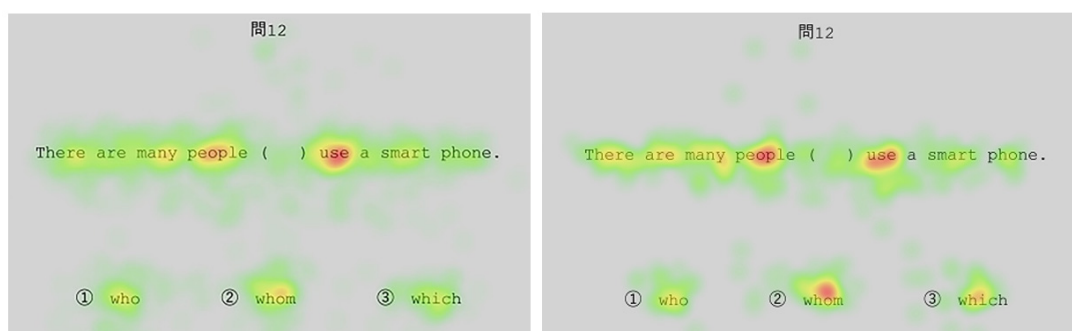 問12
There are many people (   ) use a smart phone.
① who ② whom ③ which
問12
There are many people (   ) use a smart phone.
① who ② whom ③ which